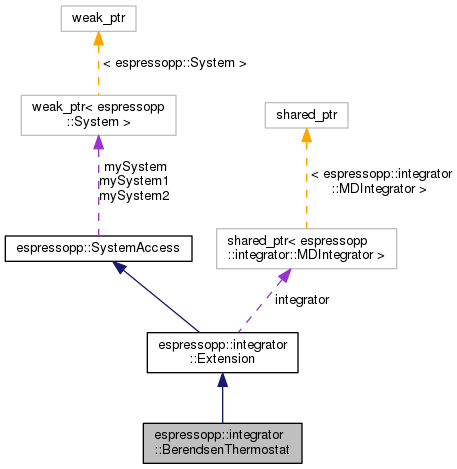 weak_ptr
< espressopp::System >
weak_ptr< espressopp
::System >
shared_ptr
mySystem
mySystem1
mySystem2
< espressopp::integrator
::MDIntegrator >
espressopp::SystemAccess
shared_ptr< espressopp
::integrator::MDIntegrator >
integrator
espressopp::integrator
::Extension
espressopp::integrator
::BerendsenThermostat